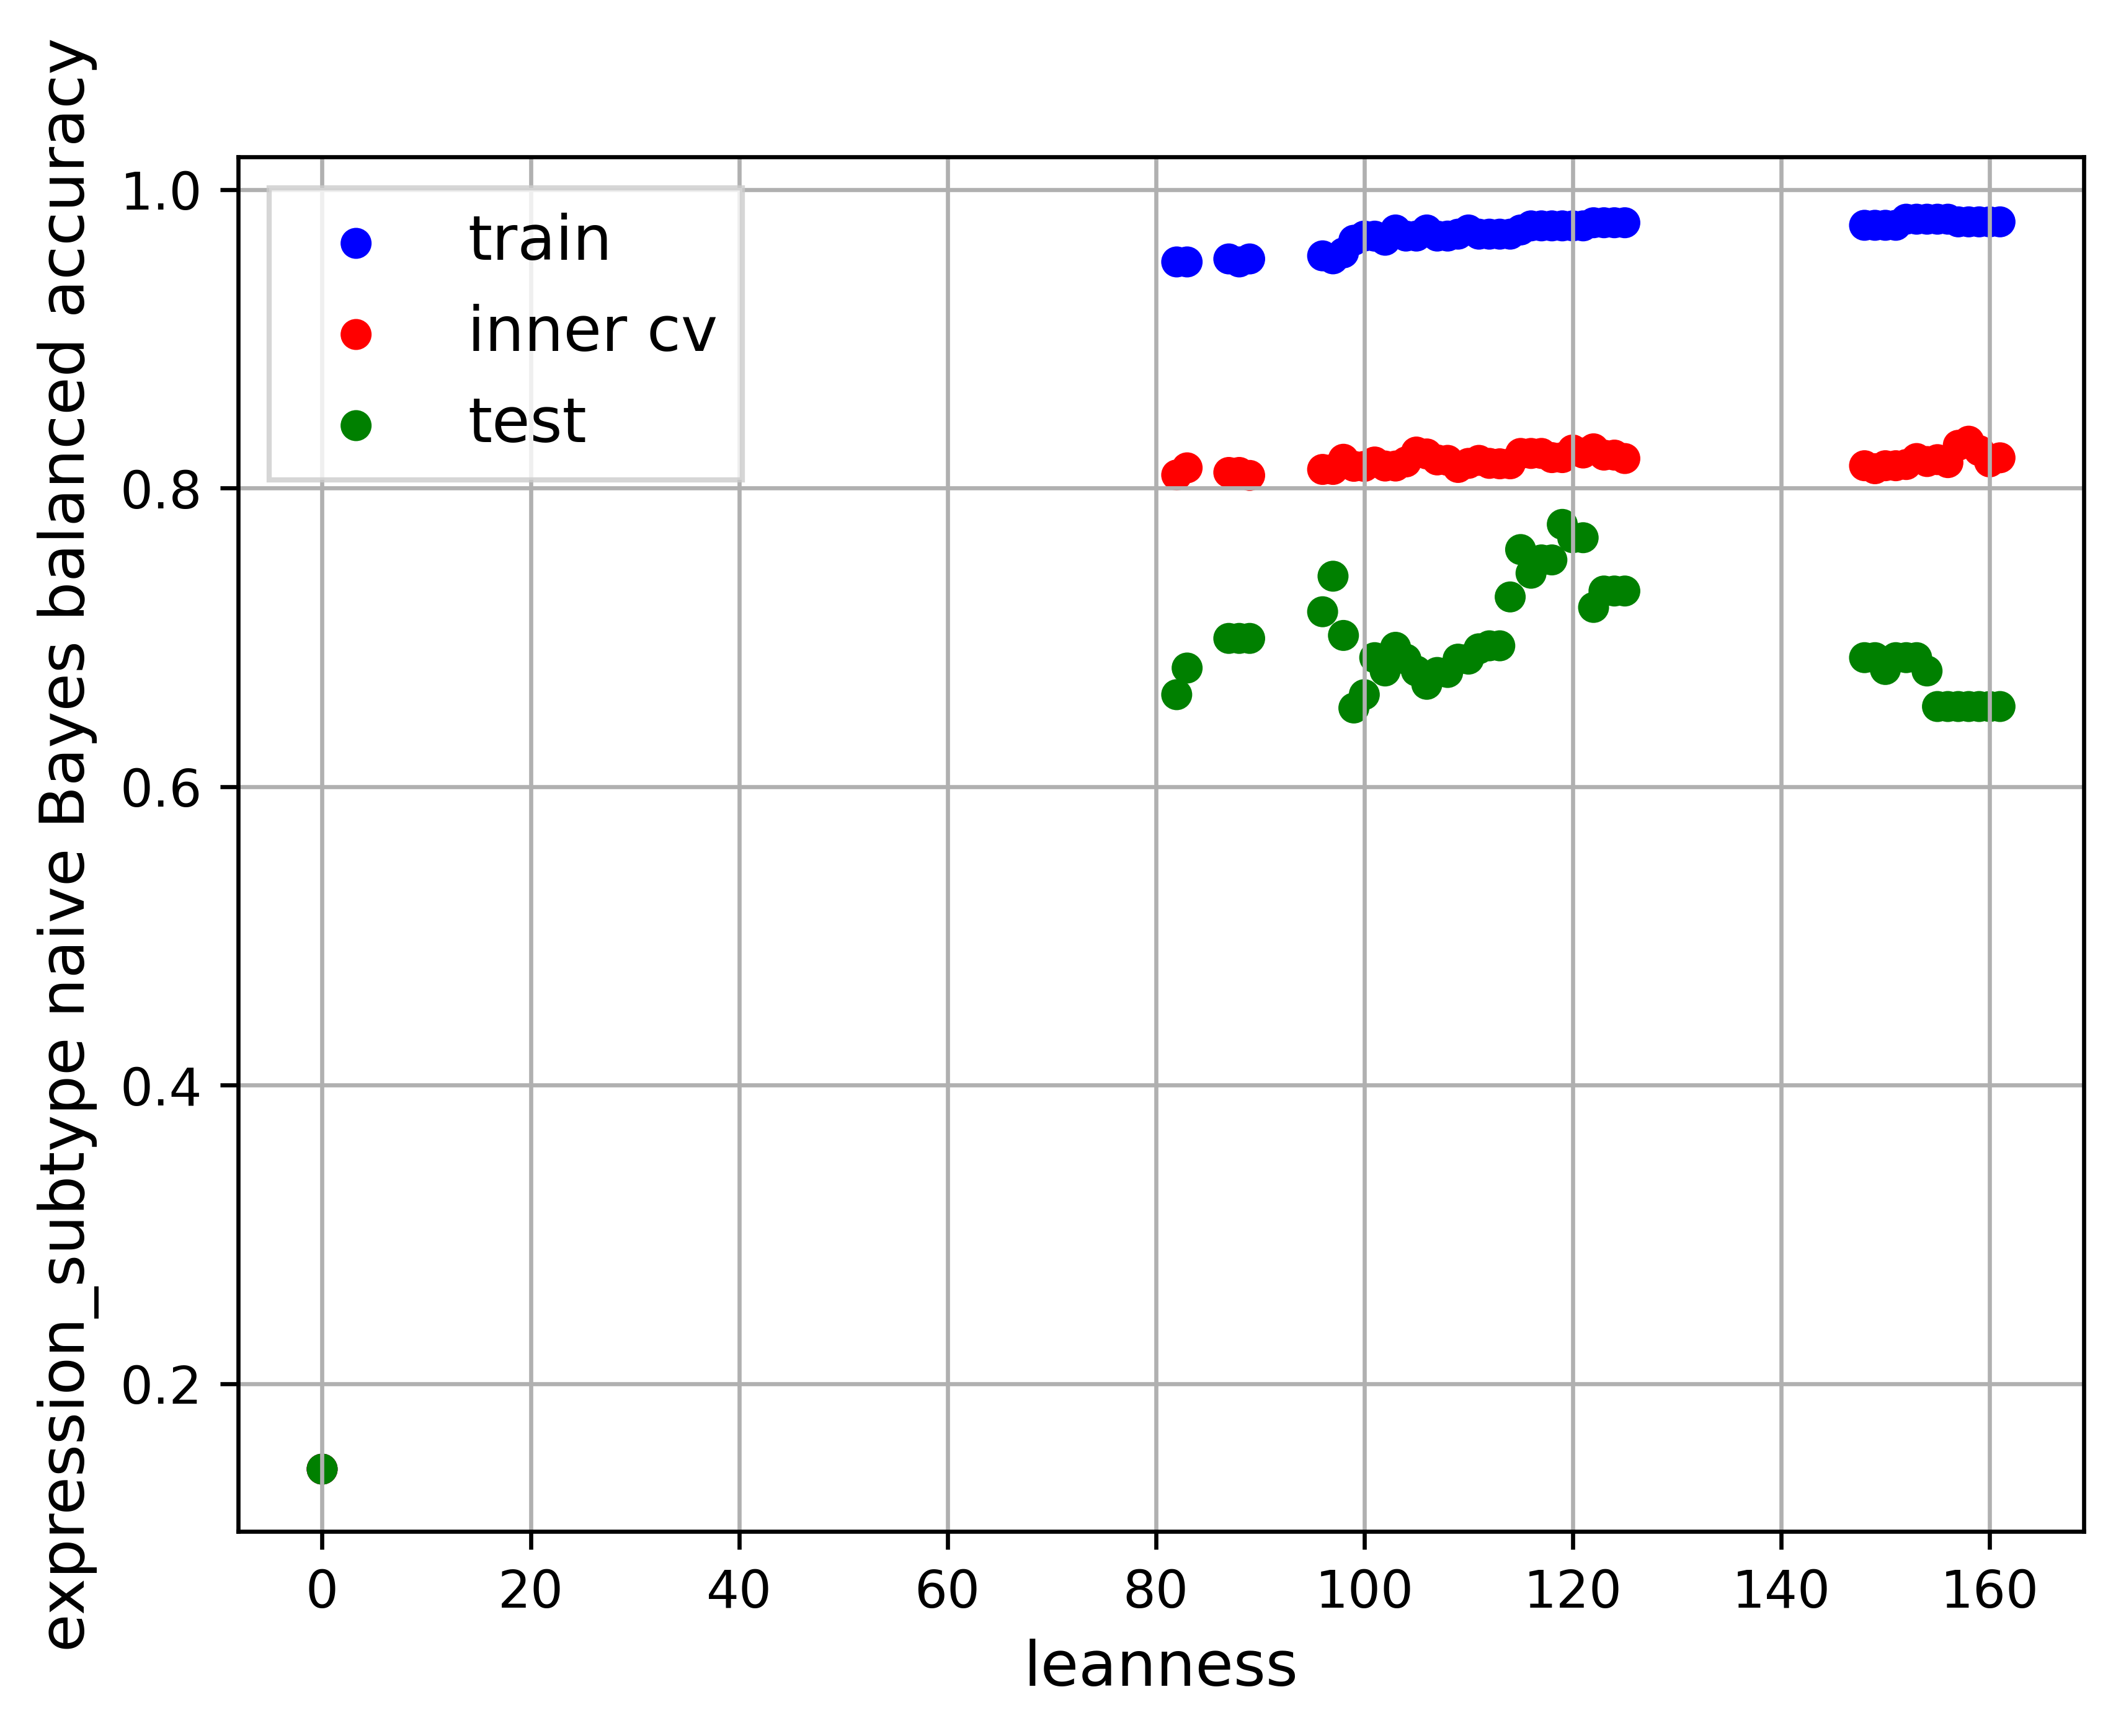 expression_subtype naive Bayes balanced accuracy
1.0
0.8
0.6
0.4
0.2
train
inner cv
test
0 20 40 60 80 100 120 140 160
leanness